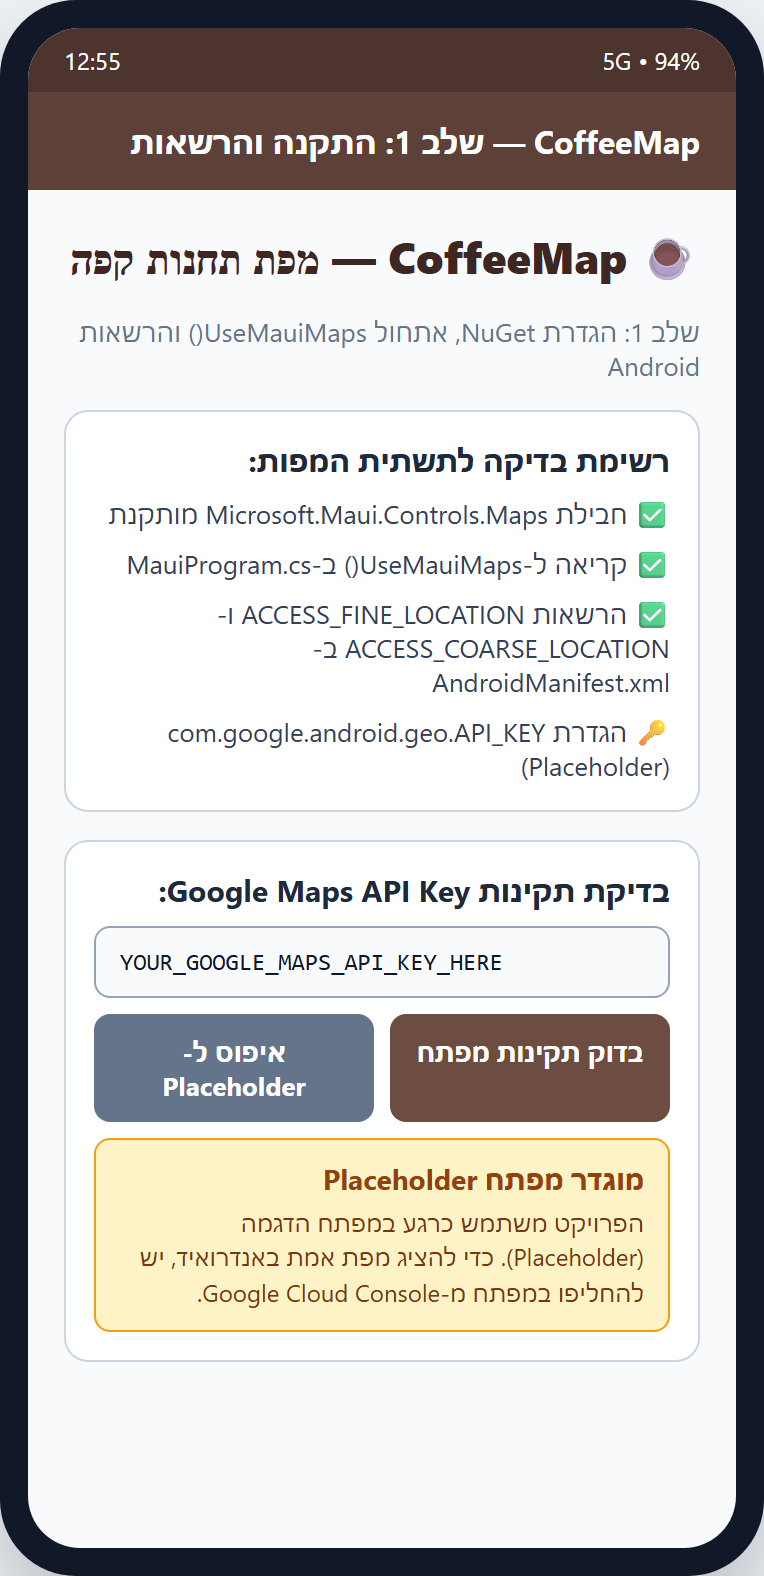 12:55
5G • 94%
CoffeeMap — שלב 1: התקנה והרשאות
☕ CoffeeMap — מפת תחנות קפה
שלב 1: הגדרת NuGet, אתחול UseMauiMaps() והרשאות
Android
רשימת בדיקה לתשתית המפות:
✅ חבילת Microsoft.Maui.Controls.Maps מותקנת
✅ קריאה ל-UseMauiMaps() ב-MauiProgram.cs
✅ הרשאות ACCESS_FINE_LOCATION ו-
ACCESS_COARSE_LOCATION ב-
AndroidManifest.xml
🔑 הגדרת com.google.android.geo.API_KEY
(Placeholder)
בדיקת תקינות Google Maps API Key:
YOUR_GOOGLE_MAPS_API_KEY_HERE
בדוק תקינות מפתח
איפוס ל-
Placeholder
מוגדר מפתח Placeholder
הפרויקט משתמש כרגע במפתח הדגמה
(Placeholder). כדי להציג מפת אמת באנדרואיד, יש
להחליפו במפתח מ-Google Cloud Console.